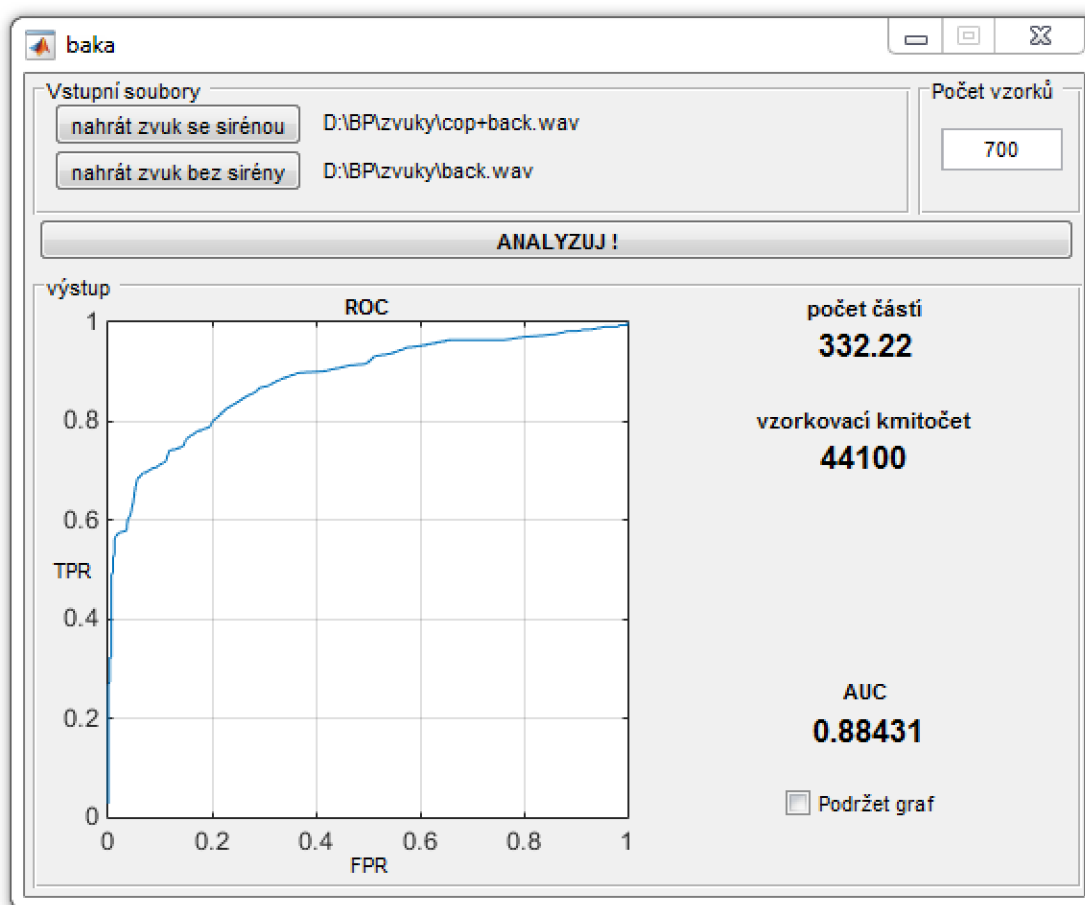 baka
Vstupní soubory
Počet vzorků
nahrát zvuk se sirénou D:\BP\zvuky\cop+back.wav
700
nahrát zvuk bez sirény D:\BP\zvuky\back.wav
ANALYZUJ !
výstup
ROC
1
0.8
0.6
TPR
0.4
0.2
0
0 0.2 0.4 0.6 0.8 1
FPR
počet částí
332.22
vzorkovací kmitočet
44100
AUC
0.88431
Podržet graf